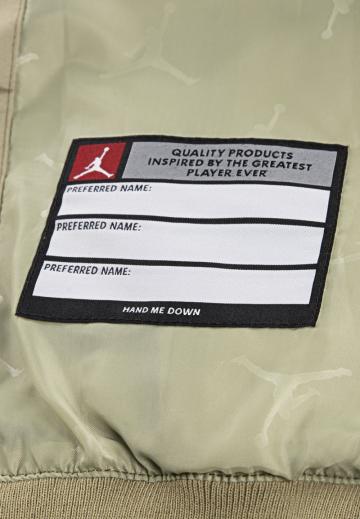 QUALITY PRODUCTS
INSPIRED BY THE GREATEST
PLAYER EVER
PREFERRED NAME:
PREFERRED NAME:
PREFERRED NAME:
HAND ME DOWN